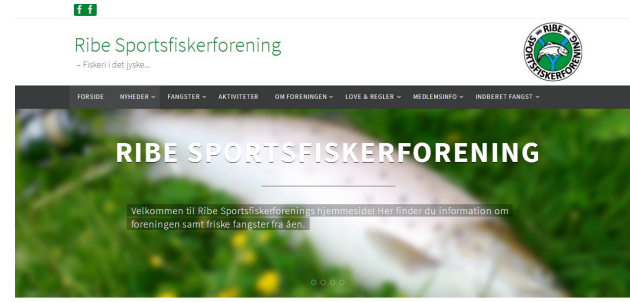 Ribe Sportsfiskerforening
– Fiskeri i det jyske...
RIBE
SPORTSFISKERFORENING
FORSIDE NYHEDER FANGSTER AKTIVITETER OM FORENINGEN LOVE & REGLER MEDLEMSINFO INDBERET FANGST
RIBE SPORTSFISKERFORENING
Velkommen til Ribe Sportsfiskerforenings hjemmeside! Her finder du information om
foreningen samt friske fangster fra åen.